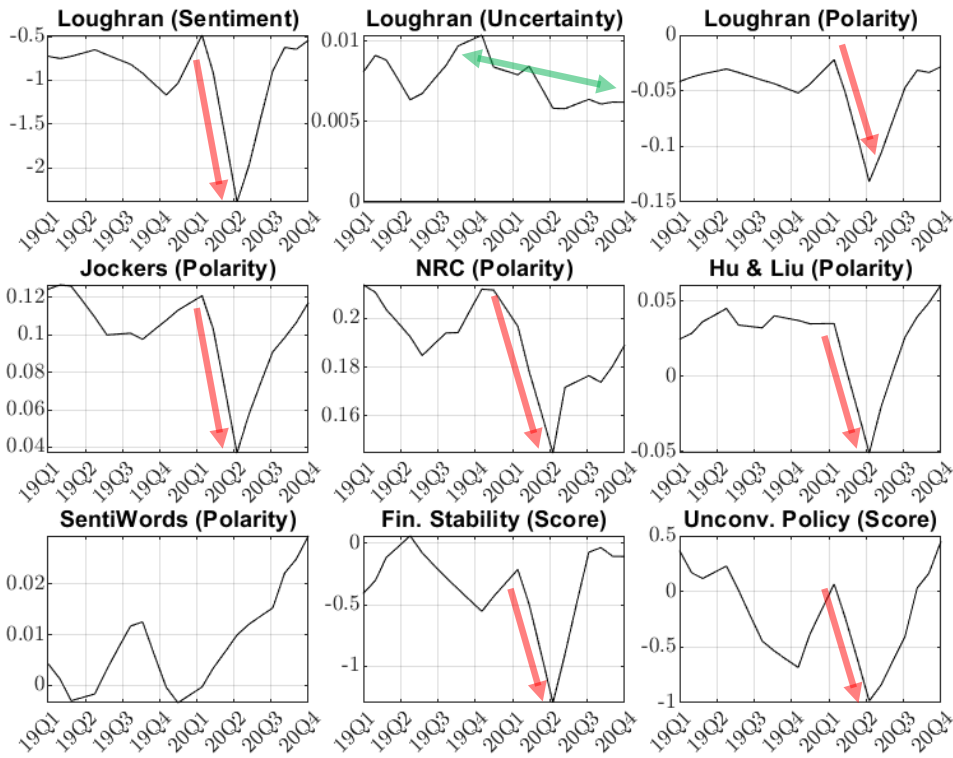 Loughran (Sentiment)
-0.5
-1
-1.5
-2
19Q1
19Q2
19Q3
19Q4
20Q1
20Q2
20Q3
20Q4
Loughran (Uncertainty)
0.01
0.005
0
19Q1
19Q2
19Q3
19Q4
20Q1
20Q2
20Q3
20Q4
Loughran (Polarity)
0
-0.05
-0.1
-0.15
19Q1
19Q2
19Q3
19Q4
20Q1
20Q2
20Q3
20Q4
Jockers (Polarity)
0.12
0.1
0.08
0.06
0.04
19Q1
19Q2
19Q3
19Q4
20Q1
20Q2
20Q3
20Q4
NRC (Polarity)
0.2
0.18
0.16
19Q1
19Q2
19Q3
19Q4
20Q1
20Q2
20Q3
20Q4
Hu & Liu (Polarity)
0.05
0
-0.05
19Q1
19Q2
19Q3
19Q4
20Q1
20Q2
20Q3
20Q4
SentiWords (Polarity)
0.02
0.01
0
19Q1
19Q2
19Q3
19Q4
20Q1
20Q2
20Q3
20Q4
Fin. Stability (Score)
0
-0.5
-1
19Q1
19Q2
19Q3
19Q4
20Q1
20Q2
20Q3
20Q4
Unconv. Policy (Score)
0.5
0
-0.5
-1
19Q1
19Q2
19Q3
19Q4
20Q1
20Q2
20Q3
20Q4